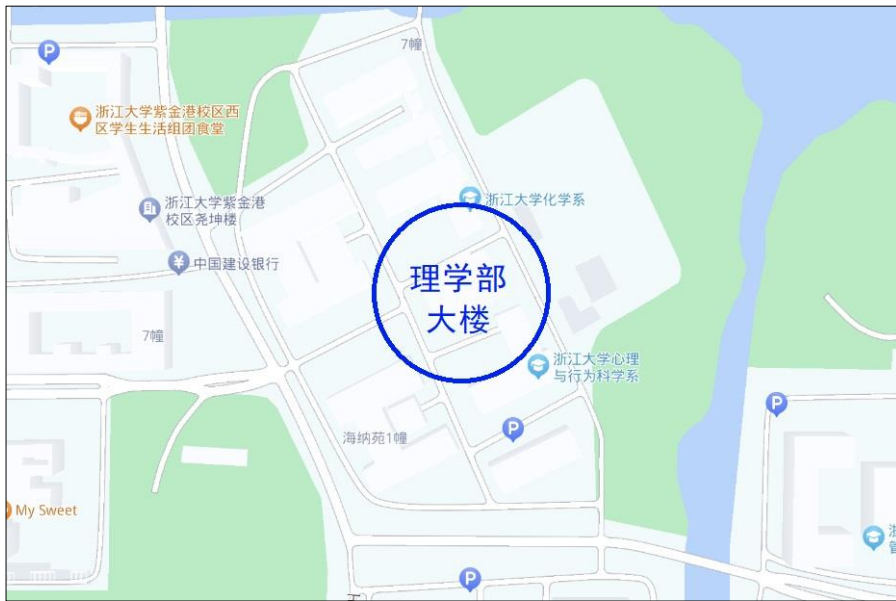 7幢
P
浙江大学紫金港校区西
区学生生活组团食堂
浙江大学紫金港
校区尧坤楼
浙江大学化学系
¥
中国建设银行
理学部
大楼
7幢
浙江大学心理
与行为科学系
P
海纳苑1幢
P
My Sweet
P